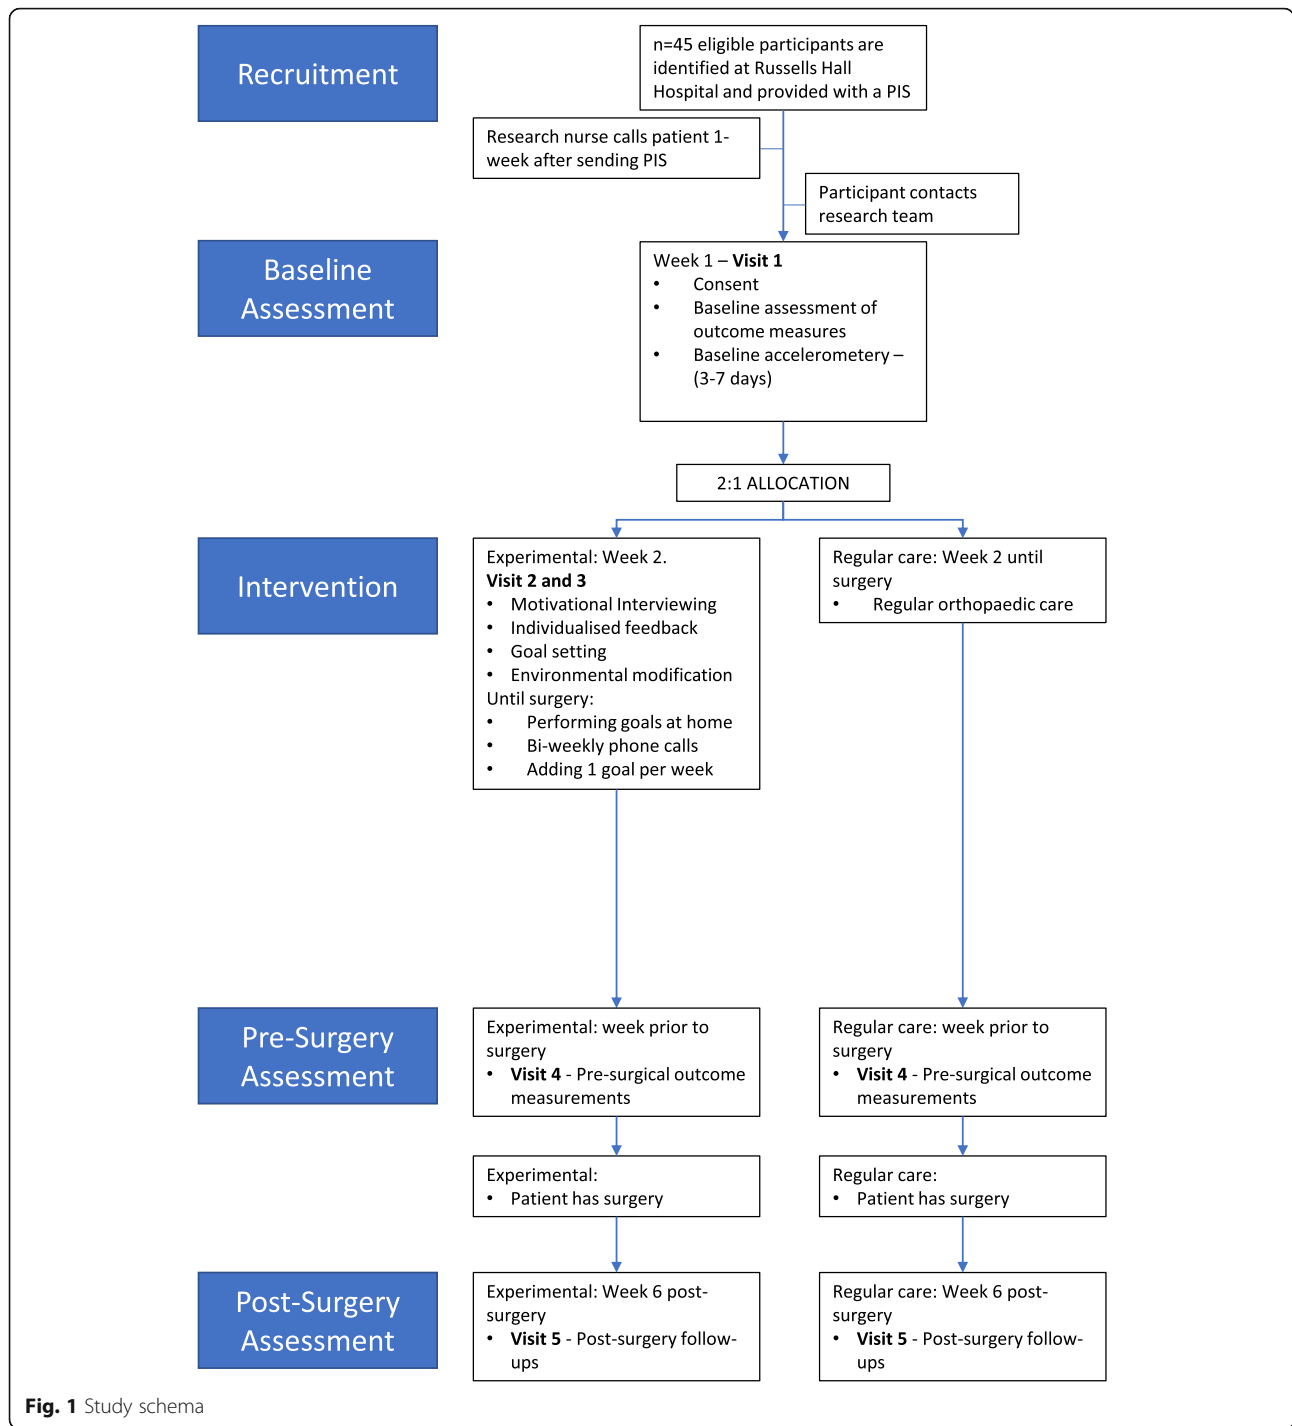 Recruitment
n=45 eligible participants are
identified at Russells Hall
Hospital and provided with a PIS
Research nurse calls patient 1-
week after sending PIS
Participant contacts
research team
Baseline
Assessment
Week 1 – Visit 1
• Consent
• Baseline assessment of
outcome measures
• Baseline accelerometery –
(3-7 days)
2:1 ALLOCATION
Intervention
Experimental: Week 2.
Visit 2 and 3
• Motivational Interviewing
• Individualised feedback
• Goal setting
• Environmental modification
Until surgery:
• Performing goals at home
• Bi-weekly phone calls
• Adding 1 goal per week
Regular care: Week 2 until
surgery
• Regular orthopaedic care
Pre-Surgery
Assessment
Experimental: week prior to
surgery
• Visit 4 - Pre-surgical outcome
measurements
Regular care: week prior to
surgery
• Visit 4 - Pre-surgical outcome
measurements
Experimental:
• Patient has surgery
Regular care:
• Patient has surgery
Post-Surgery
Assessment
Experimental: Week 6 post-
surgery
• Visit 5 - Post-surgery follow-
ups
Regular care: Week 6 post-
surgery
• Visit 5 - Post-surgery follow-
ups
Fig. 1 Study schema